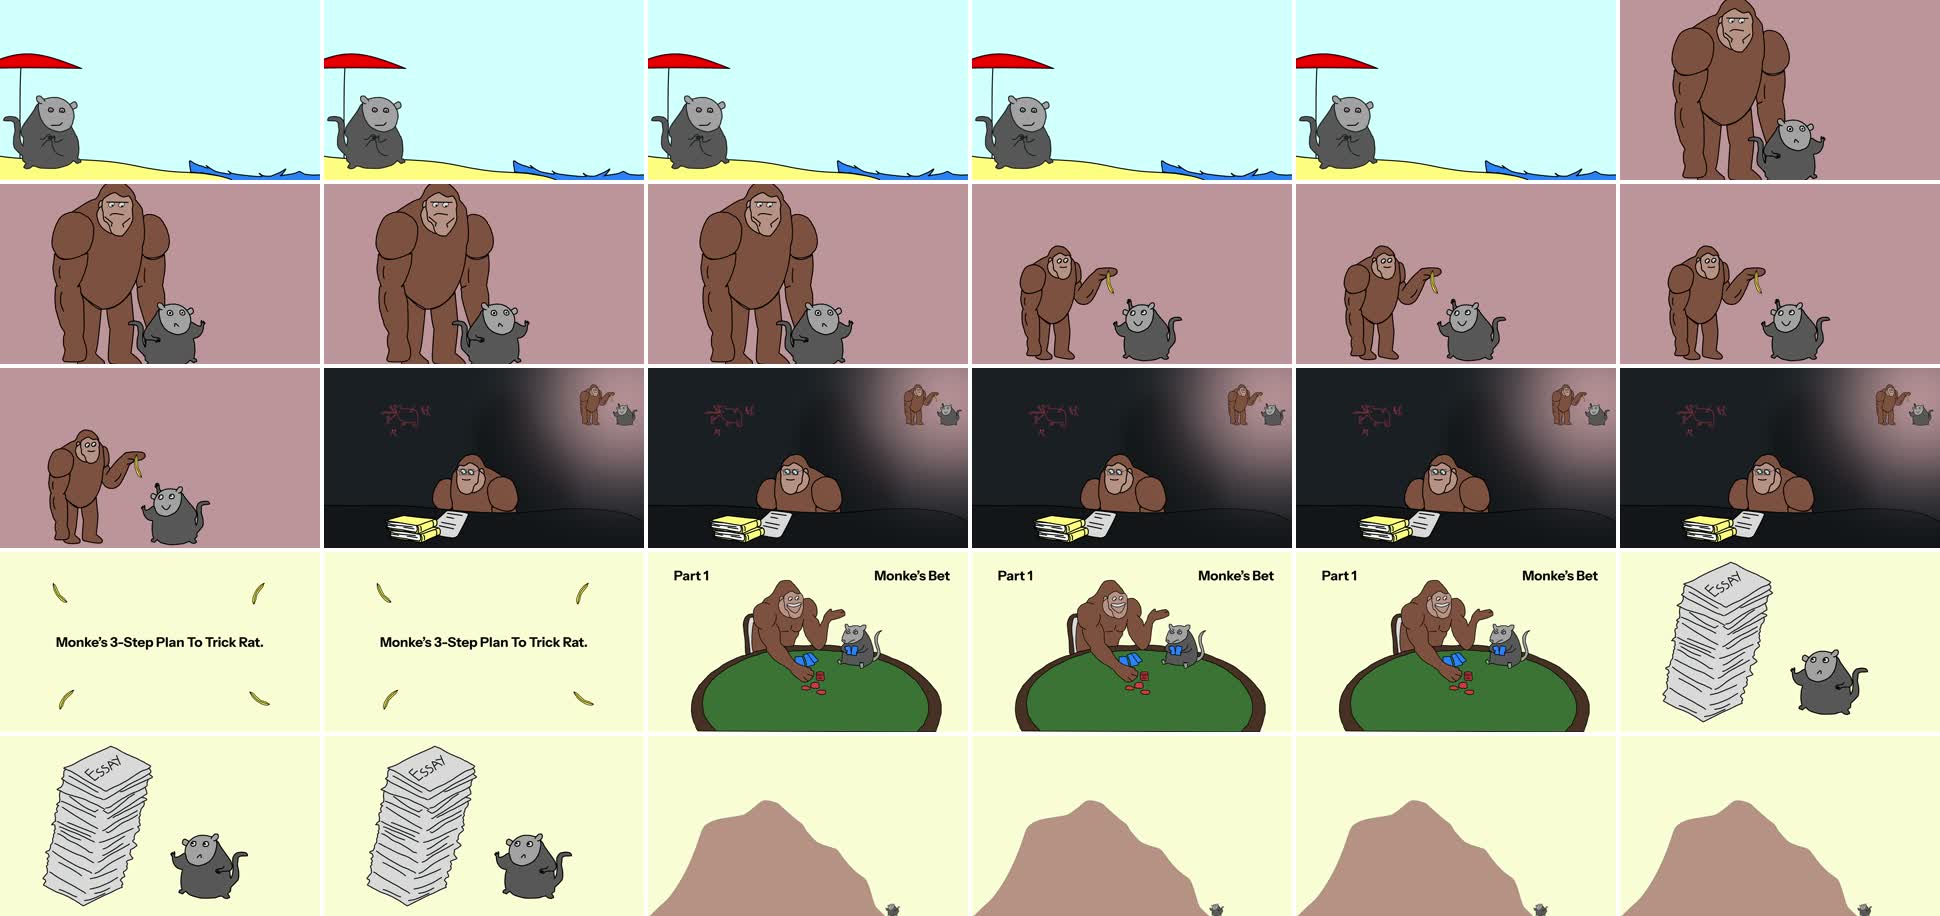 Monke's 3-Step Plan To Trick Rat.
Monke's 3-Step Plan To Trick Rat.
Part 1 Monke's Bet
Part 1 Monke's Bet
Part 1 Monke's Bet
ESSAY
ESSAY
ESSAY